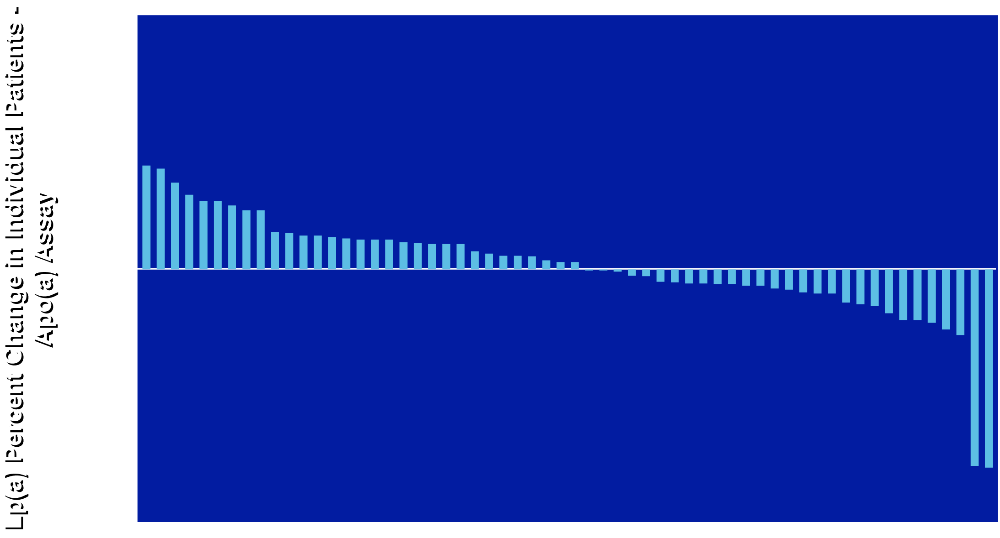 Lp(a) Percent Change in Individual Patients -
Apo(a) Assay